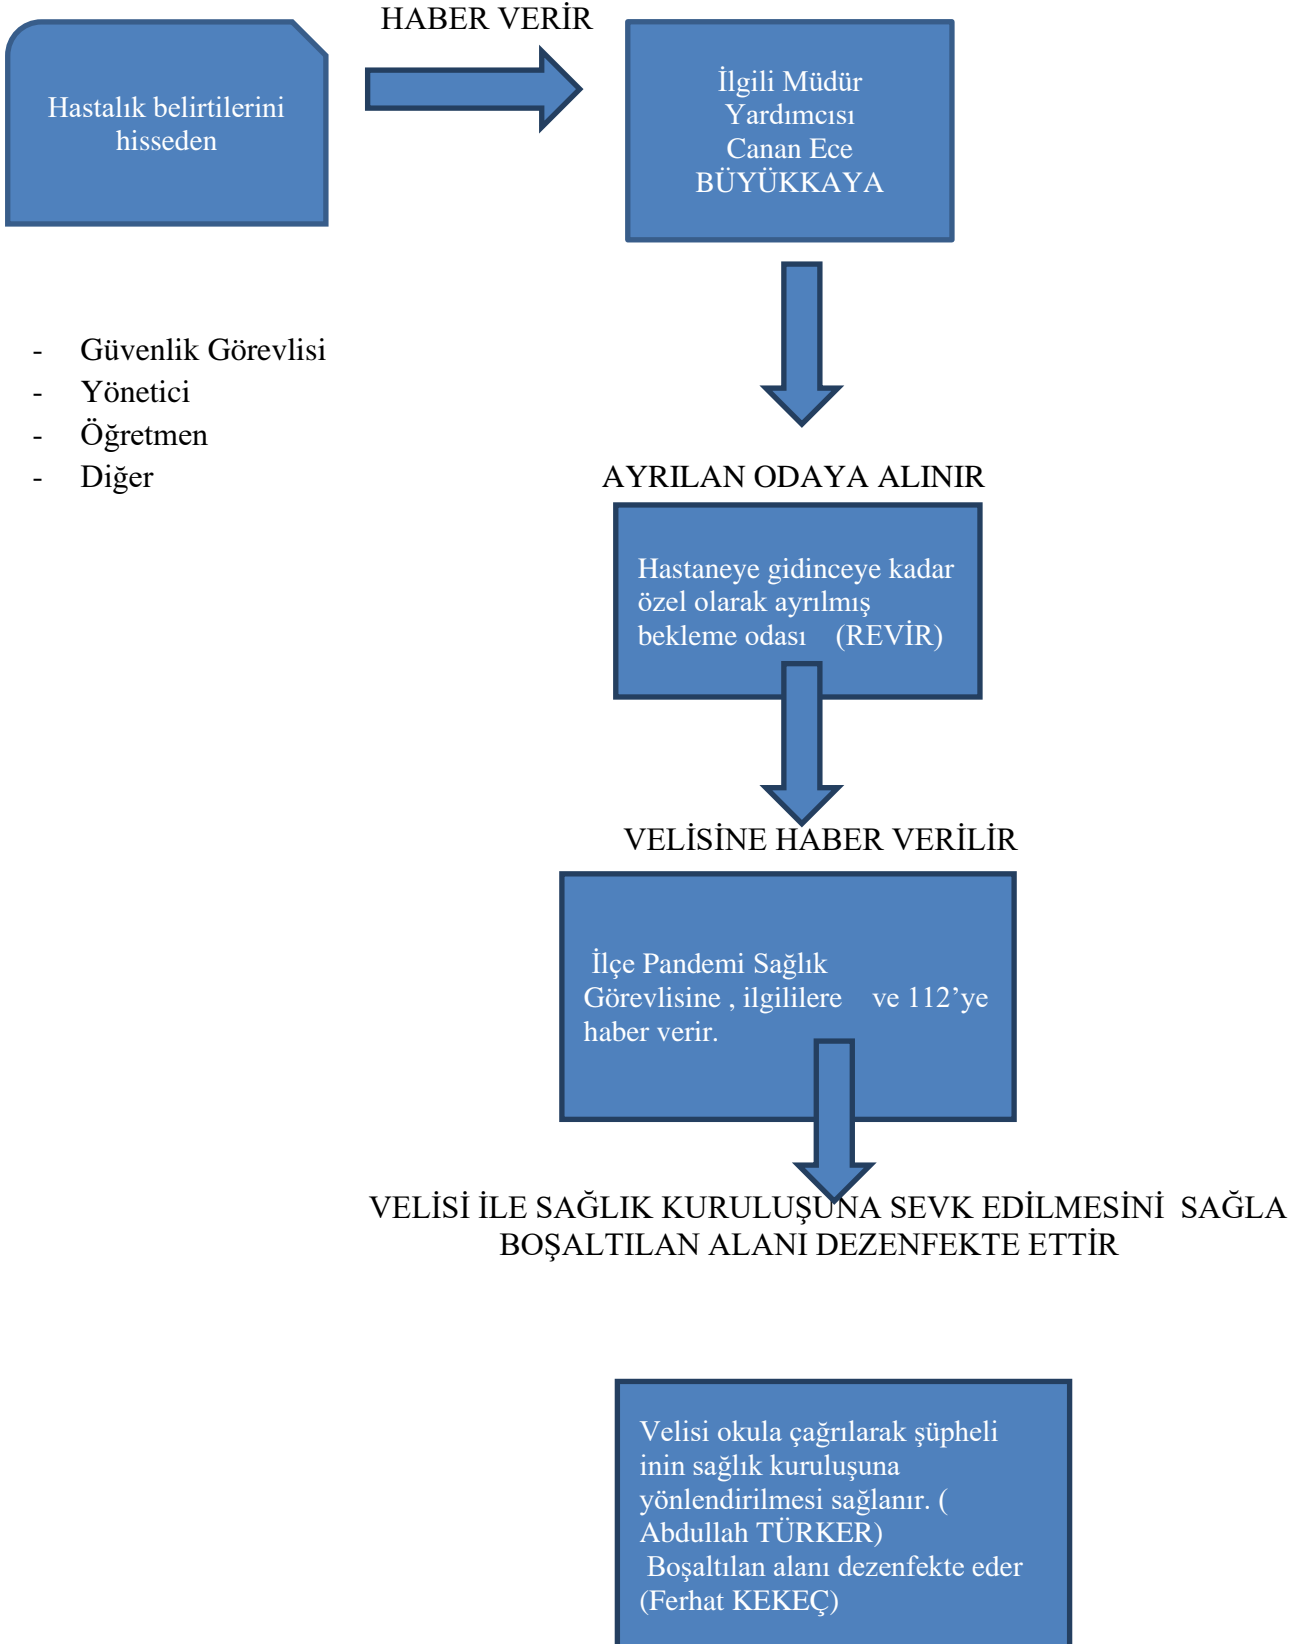 HABER VERİR
Hastalık belirtilerini
hisseden
İlgili Müdür
Yardımcısı
Canan Ece
BÜYÜKKAYA
- Güvenlik Görevlisi
- Yönetici
- Öğretmen
- Diğer
AYRILAN ODAYA ALINIR
Hastaneye gidinceye kadar
özel olarak ayrılmış
bekleme odası (REVİR)
VELİSİNE HABER VERİLİR
İlçe Pandemi Sağlık
Görevlisine , ilgililere ve 112’ye
haber verir.
VELİSİ İLE SAĞLIK KURULUŞUNA SEVK EDİLMESİNİ SAĞLA
BOŞALTILAN ALANI DEZENFEKTE ETTİR
Velisi okula çağrılarak şüpheli
inin sağlık kuruluşuna
yönlendirilmesi sağlanır. (
Abdullah TÜRKER)
Boşaltılan alanı dezenfekte eder
(Ferhat KEKEÇ)